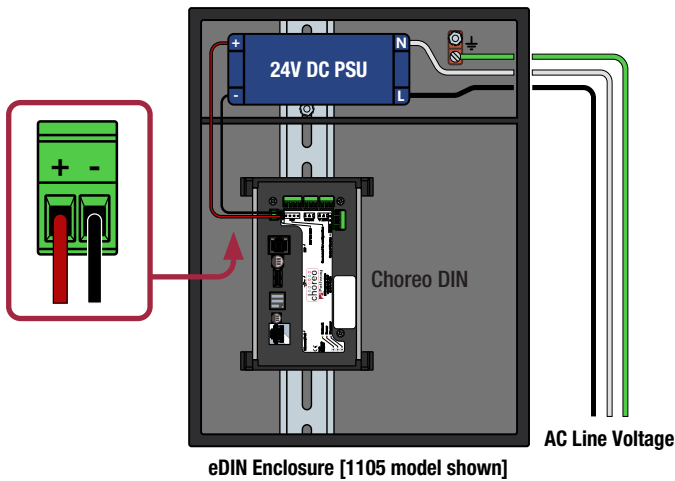 + N
24V DC PSU
- L
+ -
Choreo DIN
choreo
AC Line Voltage
eDIN Enclosure [1105 model shown]